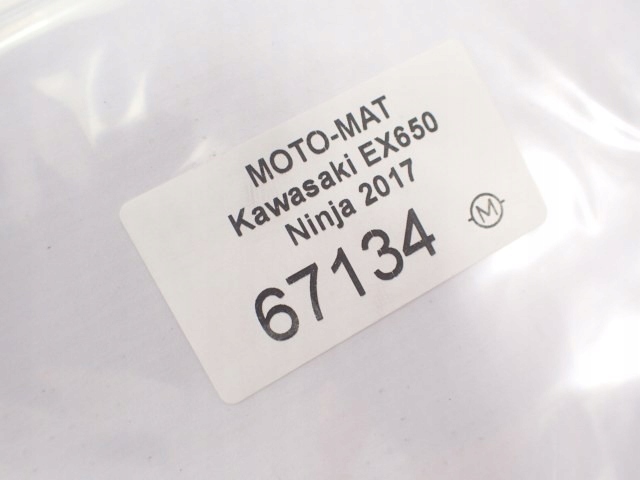 MOTO-MAT
Kawasaki EX650
Ninja 2017
67134
M